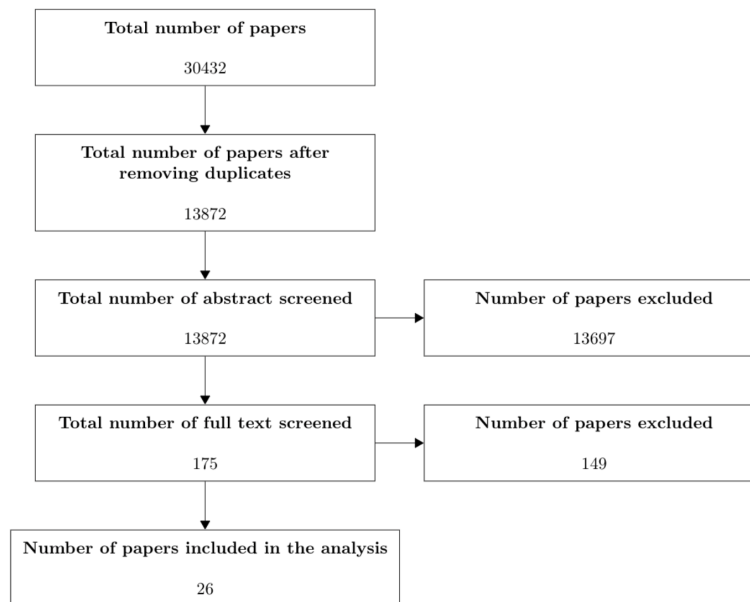 Total number of papers
30432
Total number of papers after
removing duplicates
13872
Total number of abstract screened
13872
Number of papers excluded
13697
Total number of full text screened
175
Number of papers excluded
149
Number of papers included in the analysis
26